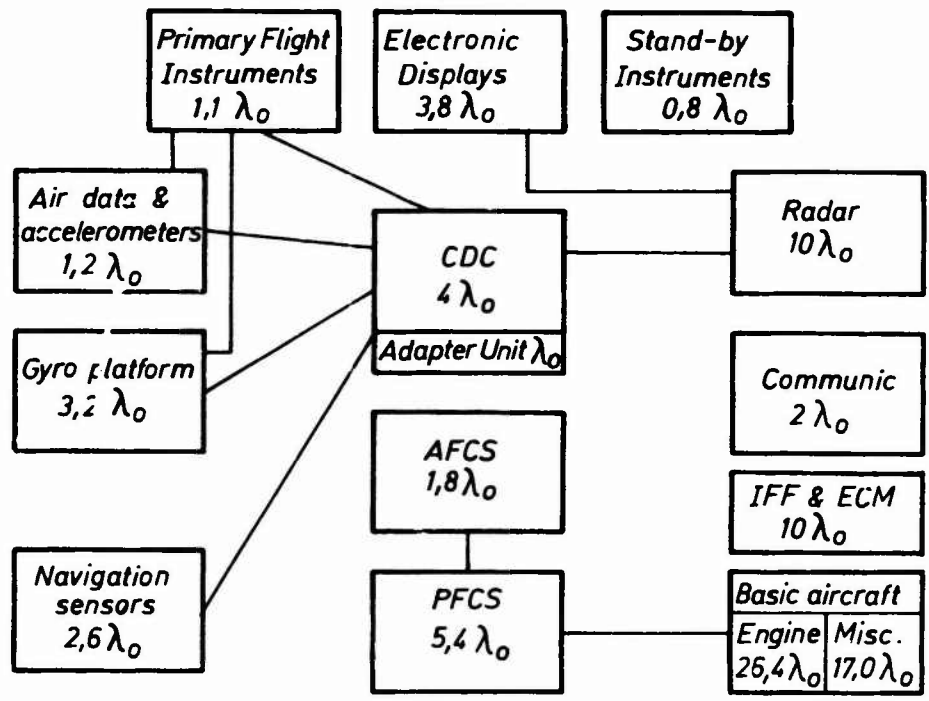 Primary Flight
Instruments
1,1 λo
Electronic
Displays
3,8 λo
Stand-by
Instruments
0,8 λo
Air data &
accelerometers
1,2 λo
CDC
4 λo
Adapter Unit λo
Radar
10 λo
Gyro platform
3,2 λo
Communic
2 λo
AFCS
1,8 λo
IFF & ECM
10 λo
Navigation
sensors
2,6 λo
PFCS
5,4 λo
Basic aircraft
Engine
26,4 λo
Misc.
17,0 λo